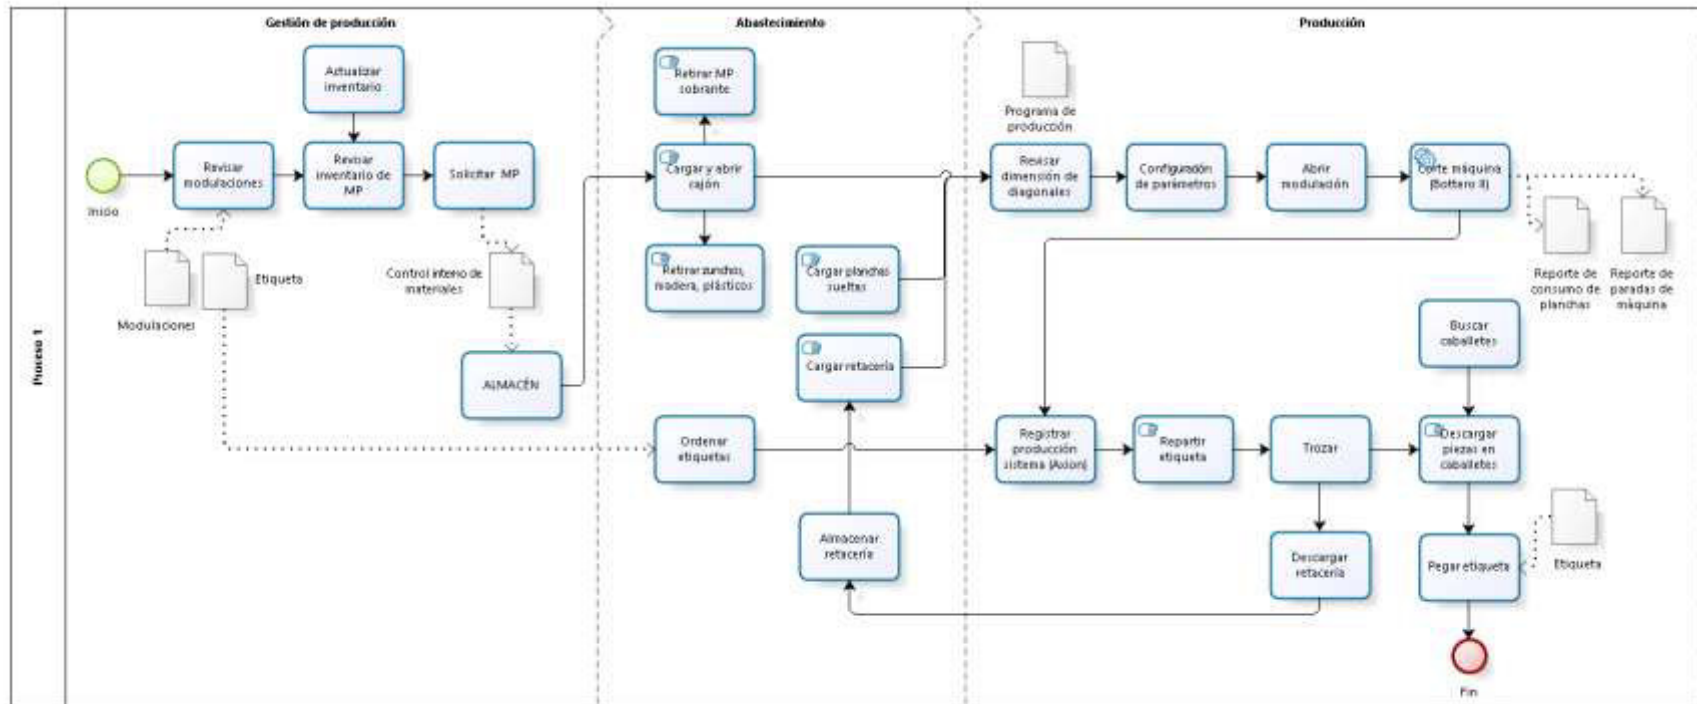 Gestión de producción
Abastecimiento
Producción
Proceso 1
Inicio
Actualizar
inventario
Revisar
modulaciones
Revisar
inventario de
MP
Solicitar MP
Modulaciones
Etiqueta
Control interno de
materiales
ALMACÉN
Retirar MP
sobrante
Cargar y abrir
cajón
Retirar zunchos,
madera, plásticos
Cargar planchas
sueltas
Cargar retacería
Ordenar
etiquetas
Almacenar
retacería
Programa de
producción
Revisar
dimensión de
diagonales
Configuración
de parámetros
Abrir
modulación
Corte máquina
(Bottero II)
Reporte de
consumo de
planchas
Reporte de
paradas de
máquina
Buscar
caballetes
Registrar
producción
sistema (Axion)
Repartir
etiqueta
Trozar
Descargar
piezas en
caballetes
Descargar
retacería
Pegar etiqueta
Etiqueta
Fin